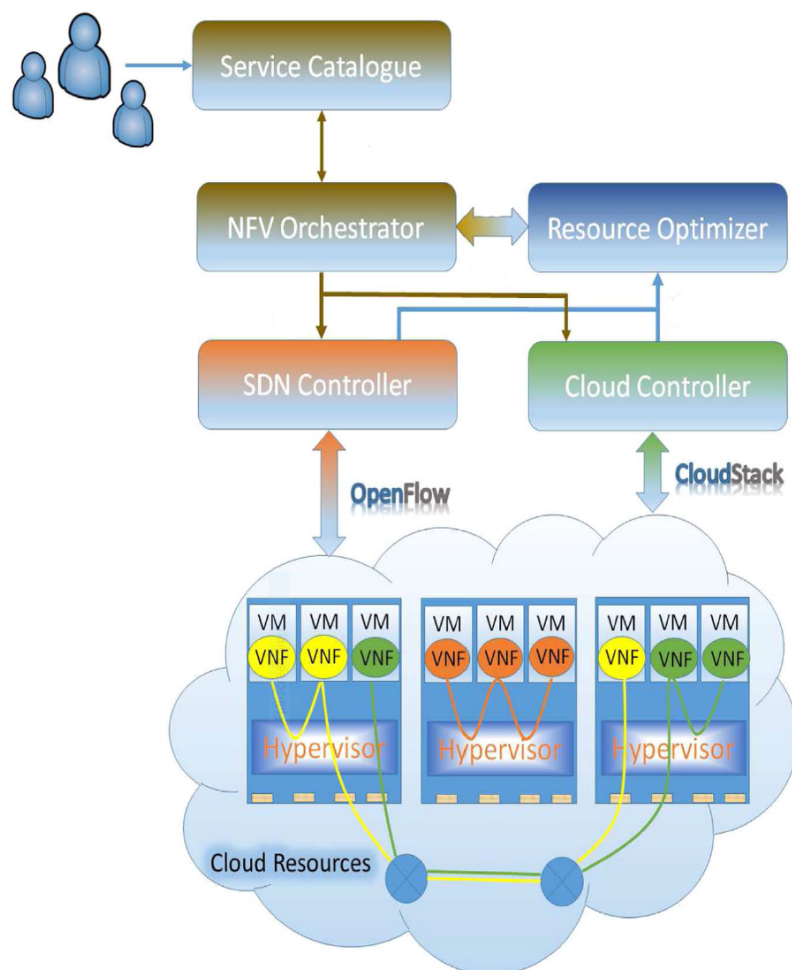 Service Catalogue
NFV Orchestrator
Resource Optimizer
SDN Controller
Cloud Controller
OpenFlow
CloudStack
VM VM VM
VNF VNF VNF
Hypervisor
VM VM VM
VNF VNF VNF
Hypervisor
VM VM VM
VNF VNF VNF
Hypervisor
Cloud Resources